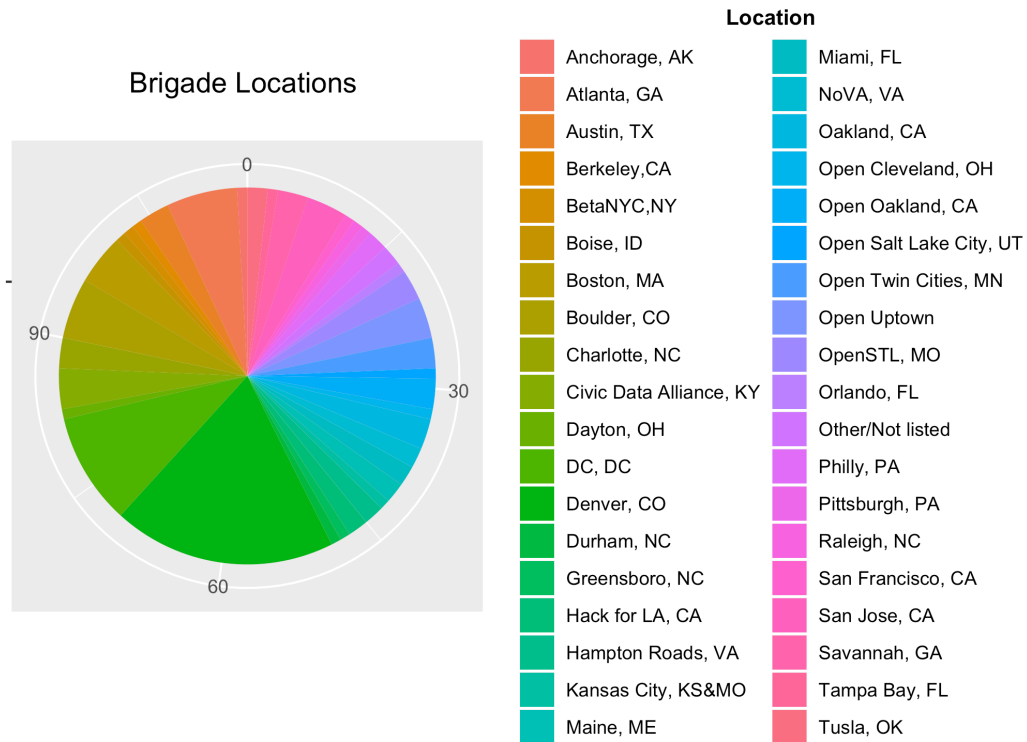 Brigade Locations
0
90
30
60
Location
Anchorage, AK
Atlanta, GA
Austin, TX
Berkeley,CA
BetaNYC,NY
Boise, ID
Boston, MA
Boulder, CO
Charlotte, NC
Civic Data Alliance, KY
Dayton, OH
DC, DC
Denver, CO
Durham, NC
Greensboro, NC
Hack for LA, CA
Hampton Roads, VA
Kansas City, KS&MO
Maine, ME
Miami, FL
NoVA, VA
Oakland, CA
Open Cleveland, OH
Open Oakland, CA
Open Salt Lake City, UT
Open Twin Cities, MN
Open Uptown
OpenSTL, MO
Orlando, FL
Other/Not listed
Philly, PA
Pittsburgh, PA
Raleigh, NC
San Francisco, CA
San Jose, CA
Savannah, GA
Tampa Bay, FL
Tusla, OK